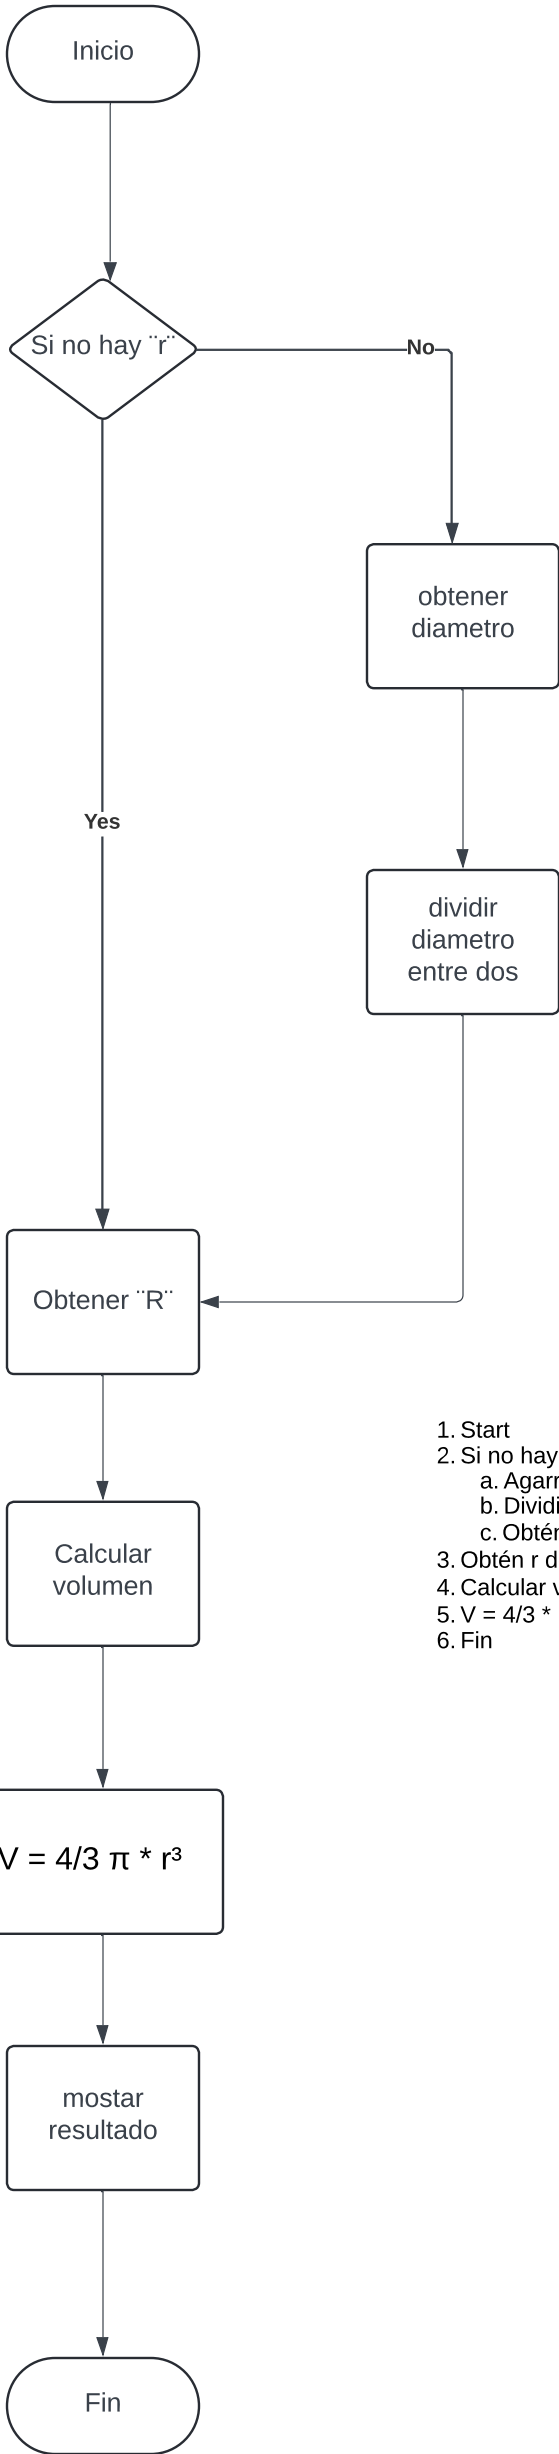 Inicio
Si no hay ¨r¨
No
obtener
diametro
Yes
dividir
diametro
entre dos
Obtener ¨R¨
1. Start
2. Si no hay
a. Agarr
b. Dividi
c. Obtén
3. Obtén r d
4. Calcular v
5. V = 4/3 *
6. Fin
Calcular
volumen
V = 4/3 π * r³
mostar
resultado
Fin